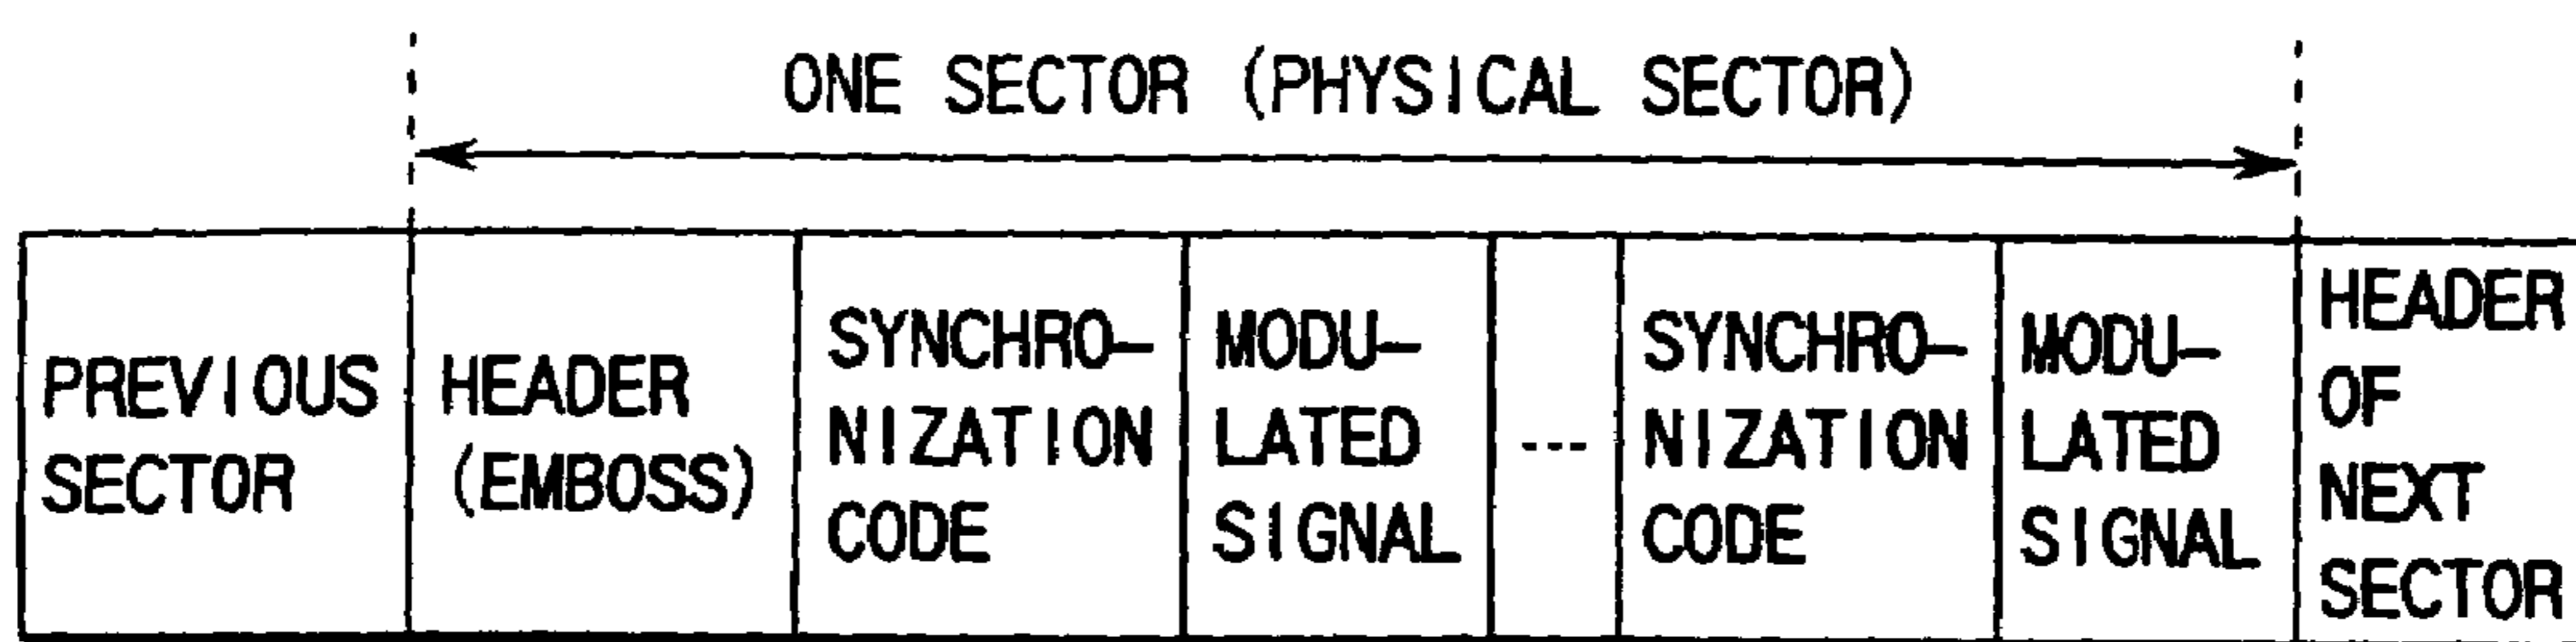 ONE SECTOR (PHYSICAL SECTOR)
PREVIOUS
SECTOR
HEADER
(EMBOSS)
SYNCHRO-
NIZATION
CODE
MODU-
LATED
SIGNAL
---
SYNCHRO-
NIZATION
CODE
MODU-
LATED
SIGNAL
HEADER
OF
NEXT
SECTOR